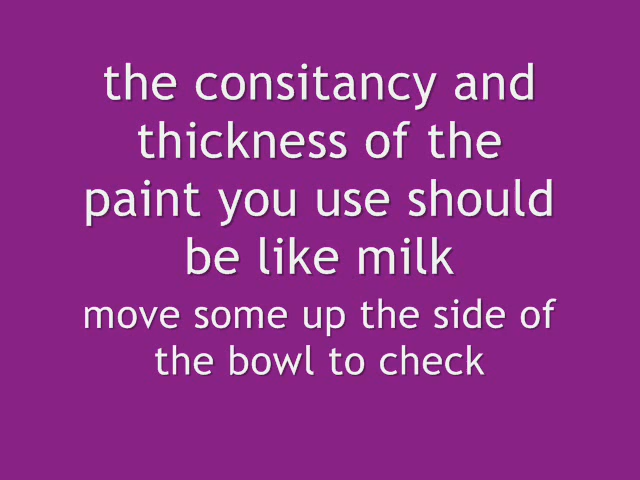 the consitancy and
thickness of the
paint you use should
be like milk
move some up the side of
the bowl to check